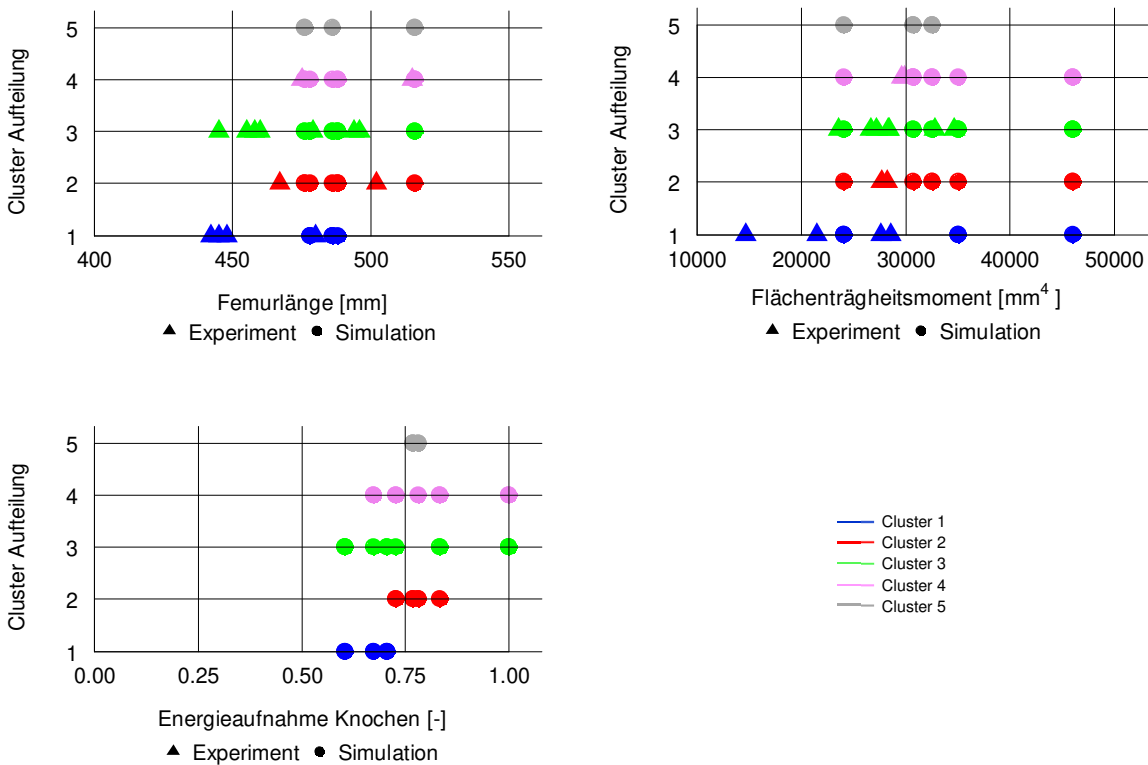 Cluster Aufteilung
5
4
3
2
1
400 450 500 550
Femurlänge [mm]
▲ Experiment ● Simulation
Cluster Aufteilung
5
4
3
2
1
10000 20000 30000 40000 50000
Flächenträgheitsmoment [mm⁴ ]
▲ Experiment ● Simulation
Cluster Aufteilung
5
4
3
2
1
0.00 0.25 0.50 0.75 1.00
Energieaufnahme Knochen [-]
▲ Experiment ● Simulation
Cluster 1
Cluster 2
Cluster 3
Cluster 4
Cluster 5